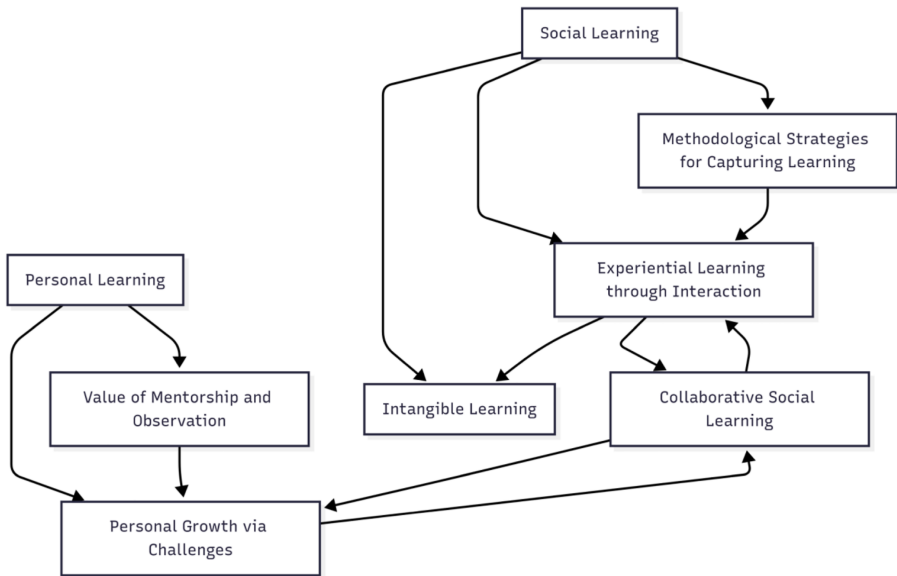 Social Learning
Methodological Strategies
for Capturing Learning
Experiential Learning
through Interaction
Personal Learning
Value of Mentorship and
Observation
Intangible Learning
Collaborative Social
Learning
Personal Growth via
Challenges